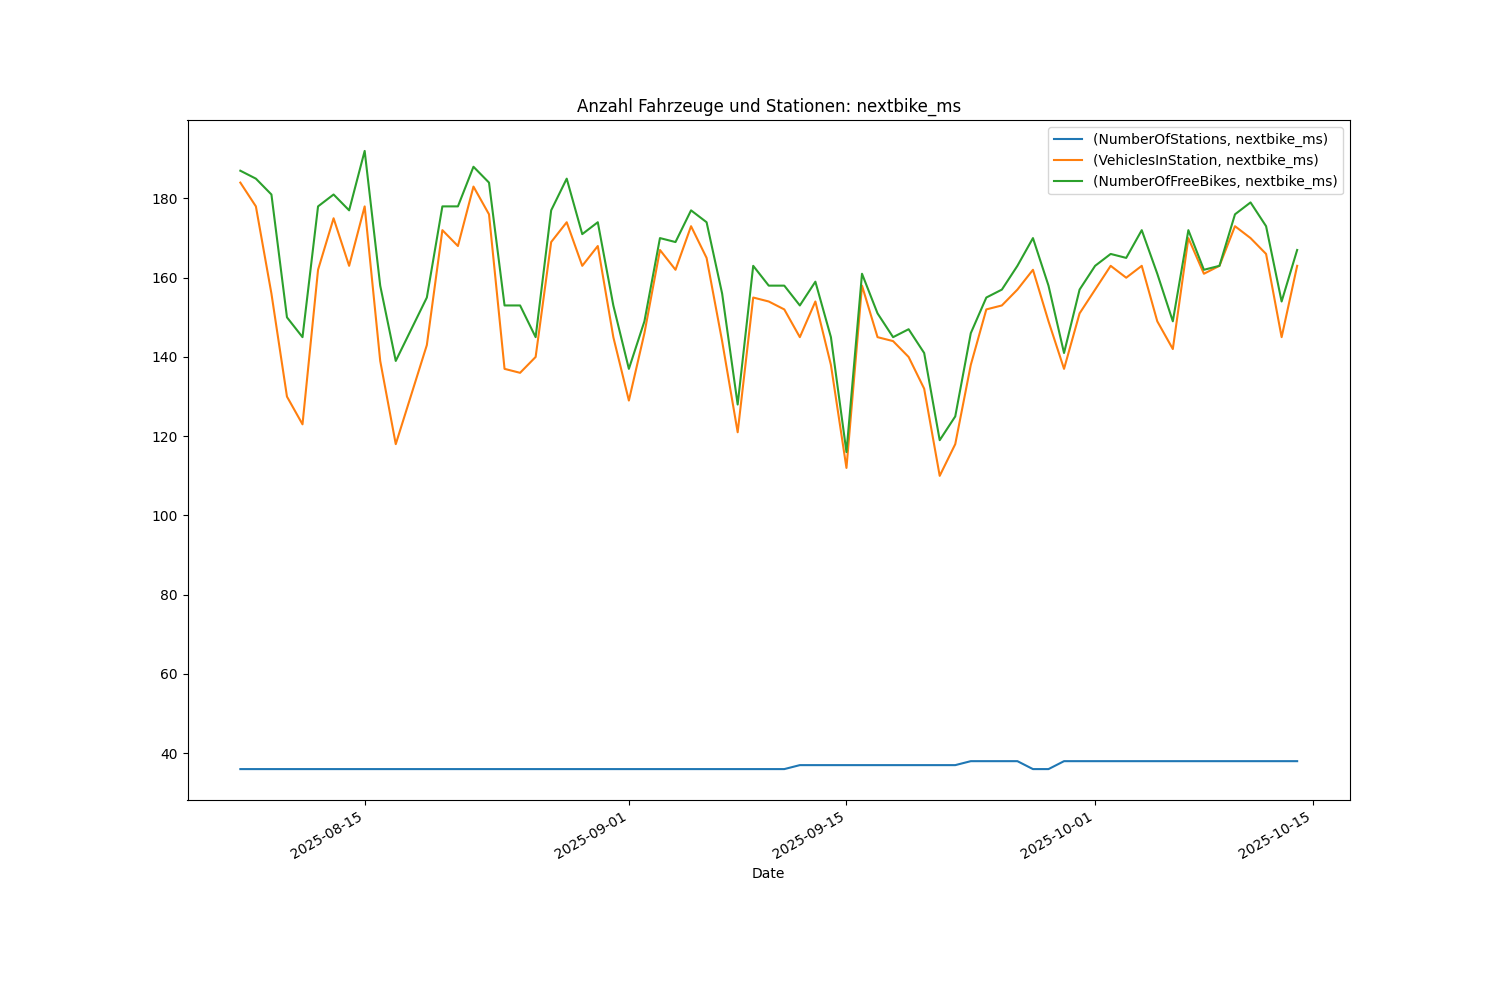 Anzahl Fahrzeuge und Stationen: nextbike_ms
(NumberOfStations, nextbike_ms)
(VehiclesInStation, nextbike_ms)
(NumberOfFreeBikes, nextbike_ms)
180
160
140
120
100
80
60
40
2025-08-15
2025-09-01
2025-09-15
2025-10-01
2025-10-15
Date